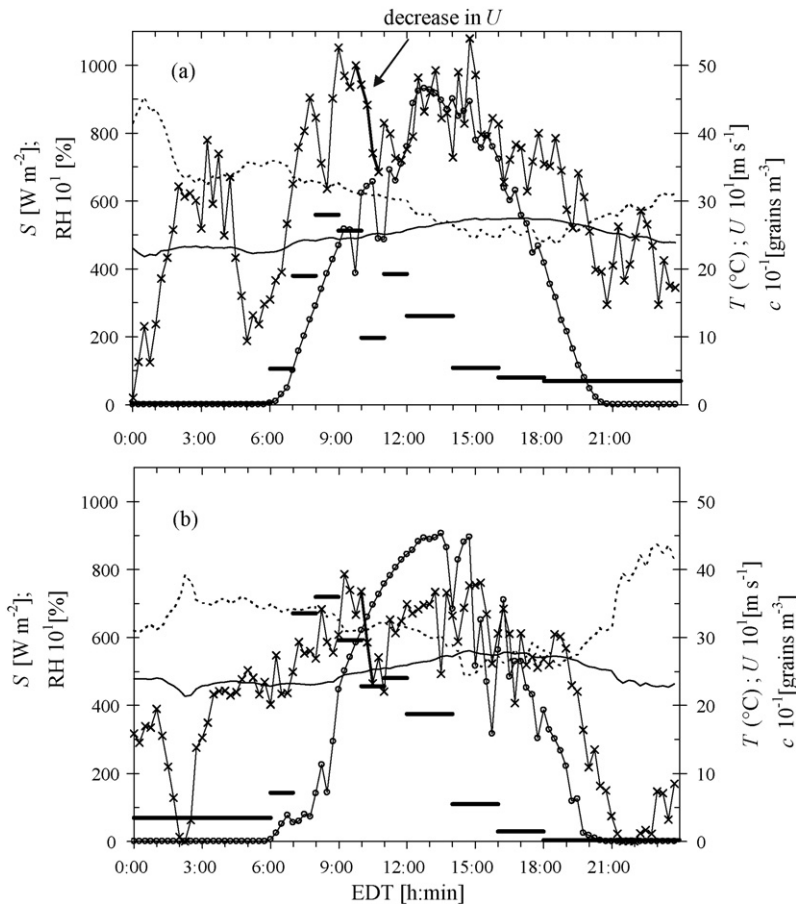 decrease in U
(a)
1000
800
600
400
200
0
S [W m⁻²];
RH 10¹[%]
50
40
30
20
10
0
T (°C) ; U 10¹[m s⁻¹]
c 10⁻¹[grains m⁻³]
0:00 3:00 6:00 9:00 12:00 15:00 18:00 21:00
(b)
1000
800
600
400
200
0
S [W m⁻²];
RH 10¹[%]
50
40
30
20
10
0
T (°C) ; U 10¹[m s⁻¹]
c 10⁻¹[grains m⁻³]
0:00 3:00 6:00 9:00 12:00 15:00 18:00 21:00
EDT [h:min]